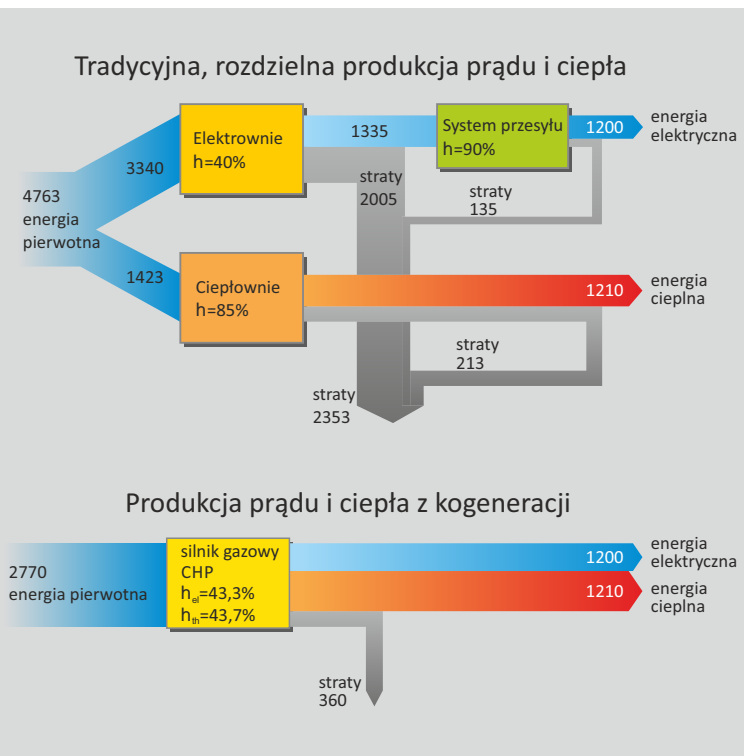 Tradycyjna, rozdzielna produkcja prądu i ciepła
4763
energia
pierwotna
3340
1423
Elektrownie
h=40%
1335
System przesyłu
h=90%
1200
energia
elektryczna
straty
2005
straty
135
Ciepłownie
h=85%
1210
energia
cieplna
straty
213
straty
2353
Produkcja prądu i ciepła z kogeneracji
2770
energia pierwotna
silnik gazowy
CHP
hel=43,3%
hth=43,7%
1200
energia
elektryczna
1210
energia
cieplna
straty
360